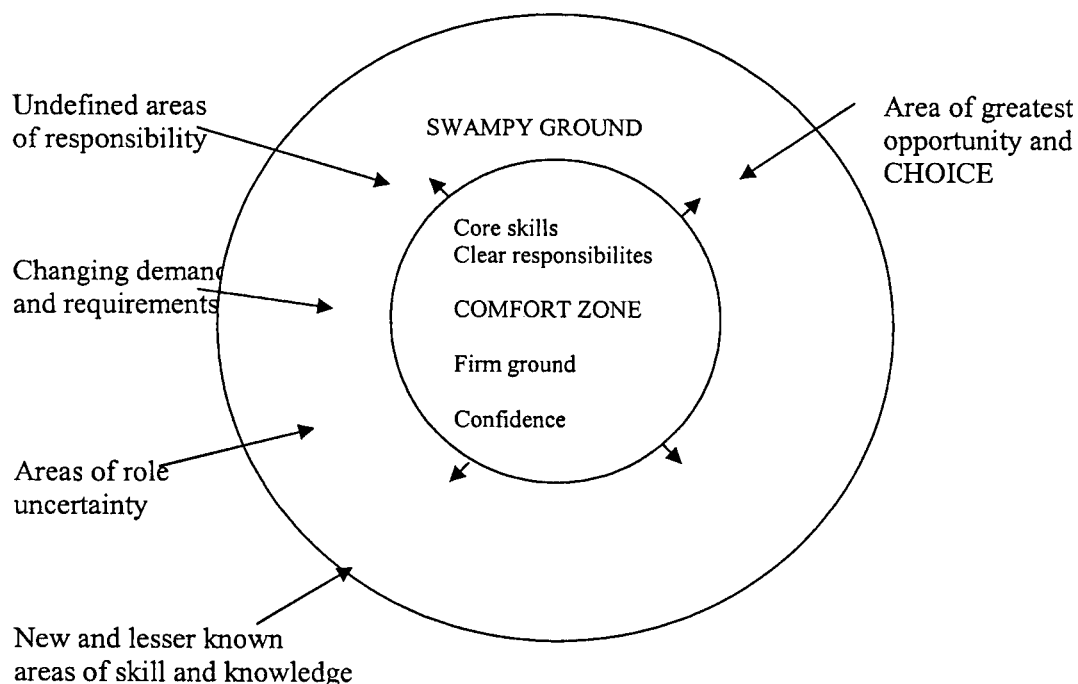 Undefined areas
of responsibility
SWAMPY GROUND
Area of greatest
opportunity and
CHOICE
Core skills
Clear responsibilites
Changing demand
and requirements
COMFORT ZONE
Firm ground
Confidence
Areas of role
uncertainty
New and lesser known
areas of skill and knowledge